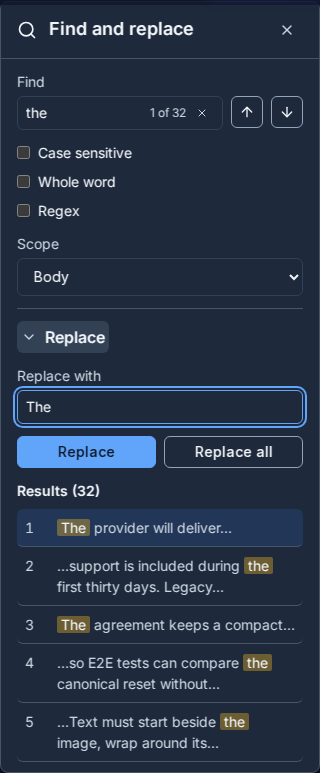 Find and replace
Find
the 1 of 32
Case sensitive
Whole word
Regex
Scope
Body
Replace
Replace with
The
Replace Replace all
Results (32)
1 The provider will deliver...
2 ...support is included during the
first thirty days. Legacy...
3 The agreement keeps a compact...
4 ...so E2E tests can compare the
canonical reset without...
5 ...Text must start beside the
image, wrap around its...